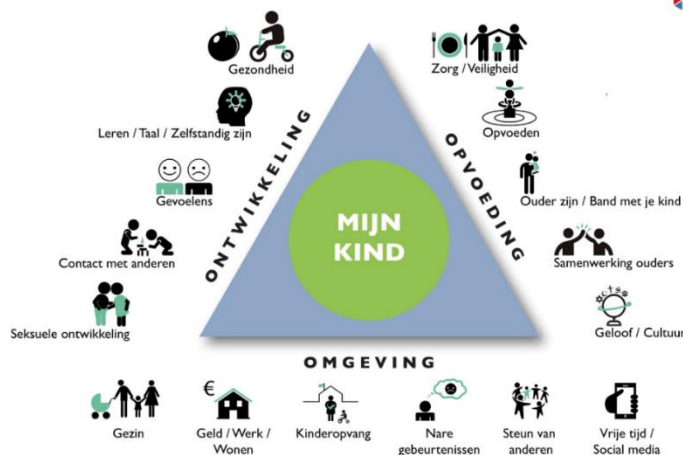 Gezondheid
Zorg / Veiligheid
Leren / Taal / Zelfstandig zijn
Opvoeden
Gevoelens
Ouder zijn / Band met je kind
Contact met anderen
Samenwerking ouders
Seksuele ontwikkeling
Geloof / Cultuur
ONTWIKKELING
OPVOEDING
MIJN
KIND
OMGEVING
€
Gezin
Geld / Werk /
Wonen
Kinderopvang
Nare
gebeurtenissen
Steun van
anderen
Vrije tijd /
Social media